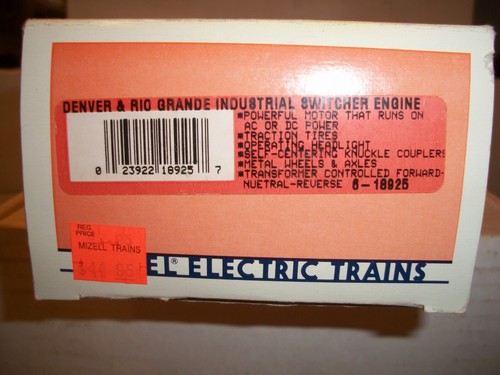 DENVER & RIO GRANDE INDUSTRIAL SWITCHER ENGINE
▪POWERFUL MOTOR THAT RUNS ON
AC OR DC POWER
▪TRACTION TIRES
▪OPERATING HEADLIGHT
▪SELF-CENTERING KNUCKLE COUPLERS
▪METAL WHEELS & AXLES
▪TRANSFORMER CONTROLLED FORWARD-
NUETRAL-REVERSE 6-18925
0 23922 18925 7
REG.
PRICE
MIZELL TRAINS
EL® ELECTRIC TRAINS